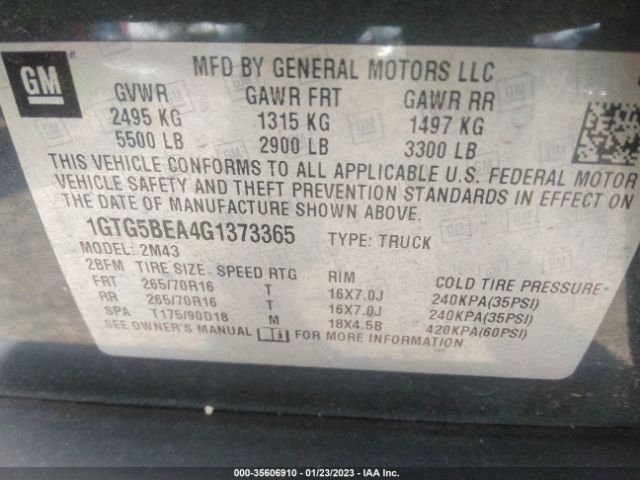 GM
MFD BY GENERAL MOTORS LLC
GVWR GAWR FRT GAWR RR
2495 KG 1315 KG 1497 KG
5500 LB 2900 LB 3300 LB
THIS VEHICLE CONFORMS TO ALL APPLICABLE U.S. FEDERAL MOTOR
VEHICLE SAFETY AND THEFT PREVENTION STANDARDS IN EFFECT ON
THE DATE OF MANUFACTURE SHOWN ABOVE.
1GTG5BEA4G1373365 TYPE: TRUCK
MODEL: 2M43
2BFM TIRE SIZE SPEED RTG RIM COLD TIRE PRESSURE
FRT 265/70R16 T 16X7.0J 240KPA(35PSI)
RR 265/70R16 T 16X7.0J 240KPA(35PSI)
SPA T175/90D18 M 18X4.5B 420KPA(60PSI)
SEE OWNER'S MANUAL FOR MORE INFORMATION.
000-35606910 - 01/23/2023 - IAA Inc.